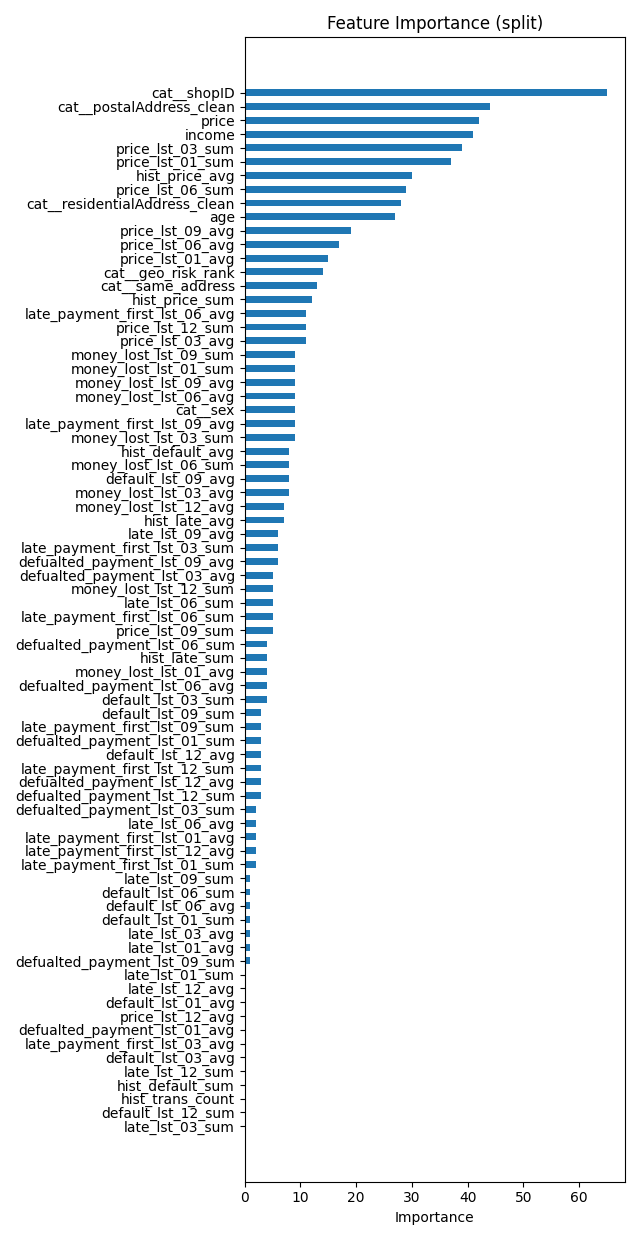 Feature Importance (split)
cat__shopID
cat__postalAddress_clean
price
income
price_lst_03_sum
price_lst_01_sum
hist_price_avg
price_lst_06_sum
cat__residentialAddress_clean
age
price_lst_09_avg
price_lst_06_avg
price_lst_01_avg
cat__geo_risk_rank
cat__same_address
hist_price_sum
late_payment_first_lst_06_avg
price_lst_12_sum
price_lst_03_avg
money_lost_lst_09_sum
money_lost_lst_01_sum
money_lost_lst_09_avg
money_lost_lst_06_avg
cat__sex
late_payment_first_lst_09_avg
money_lost_lst_03_sum
hist_default_avg
money_lost_lst_06_sum
default_lst_09_avg
money_lost_lst_03_avg
money_lost_lst_12_avg
hist_late_avg
late_lst_09_avg
late_payment_first_lst_03_sum
defualted_payment_lst_09_avg
defualted_payment_lst_03_avg
money_lost_lst_12_sum
late_lst_06_sum
late_payment_first_lst_06_sum
price_lst_09_sum
defualted_payment_lst_06_sum
hist_late_sum
money_lost_lst_01_avg
defualted_payment_lst_06_avg
default_lst_03_sum
default_lst_09_sum
late_payment_first_lst_09_sum
defualted_payment_lst_01_sum
default_lst_12_avg
late_payment_first_lst_12_sum
defualted_payment_lst_12_avg
defualted_payment_lst_12_sum
defualted_payment_lst_03_sum
late_lst_06_avg
late_payment_first_lst_01_avg
late_payment_first_lst_12_avg
late_payment_first_lst_01_sum
late_lst_09_sum
default_lst_06_sum
default_lst_06_avg
default_lst_01_sum
late_lst_03_avg
late_lst_01_avg
defualted_payment_lst_09_sum
late_lst_01_sum
late_lst_12_avg
default_lst_01_avg
price_lst_12_avg
defualted_payment_lst_01_avg
late_payment_first_lst_03_avg
default_lst_03_avg
late_lst_12_sum
hist_default_sum
hist_trans_count
default_lst_12_sum
late_lst_03_sum
0 10 20 30 40 50 60
Importance